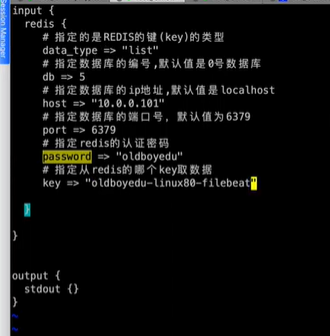 Session Manager
input {
  redis {
    # 指定的是REDIS的键(key)的类型
    data_type => "list"
    # 指定数据库的编号,默认值是0号数据库
    db => 5
    # 指定数据库的ip地址,默认值是localhost
    host => "10.0.0.101"
    # 指定数据库的端口号，默认值为6379
    port => 6379
    # 指定redis的认证密码
    password => "oldboyedu"
    # 指定从redis的哪个key取数据
    key => "oldboyedu-linux80-filebeat"
  }
}
output {
  stdout {}
}
~
~